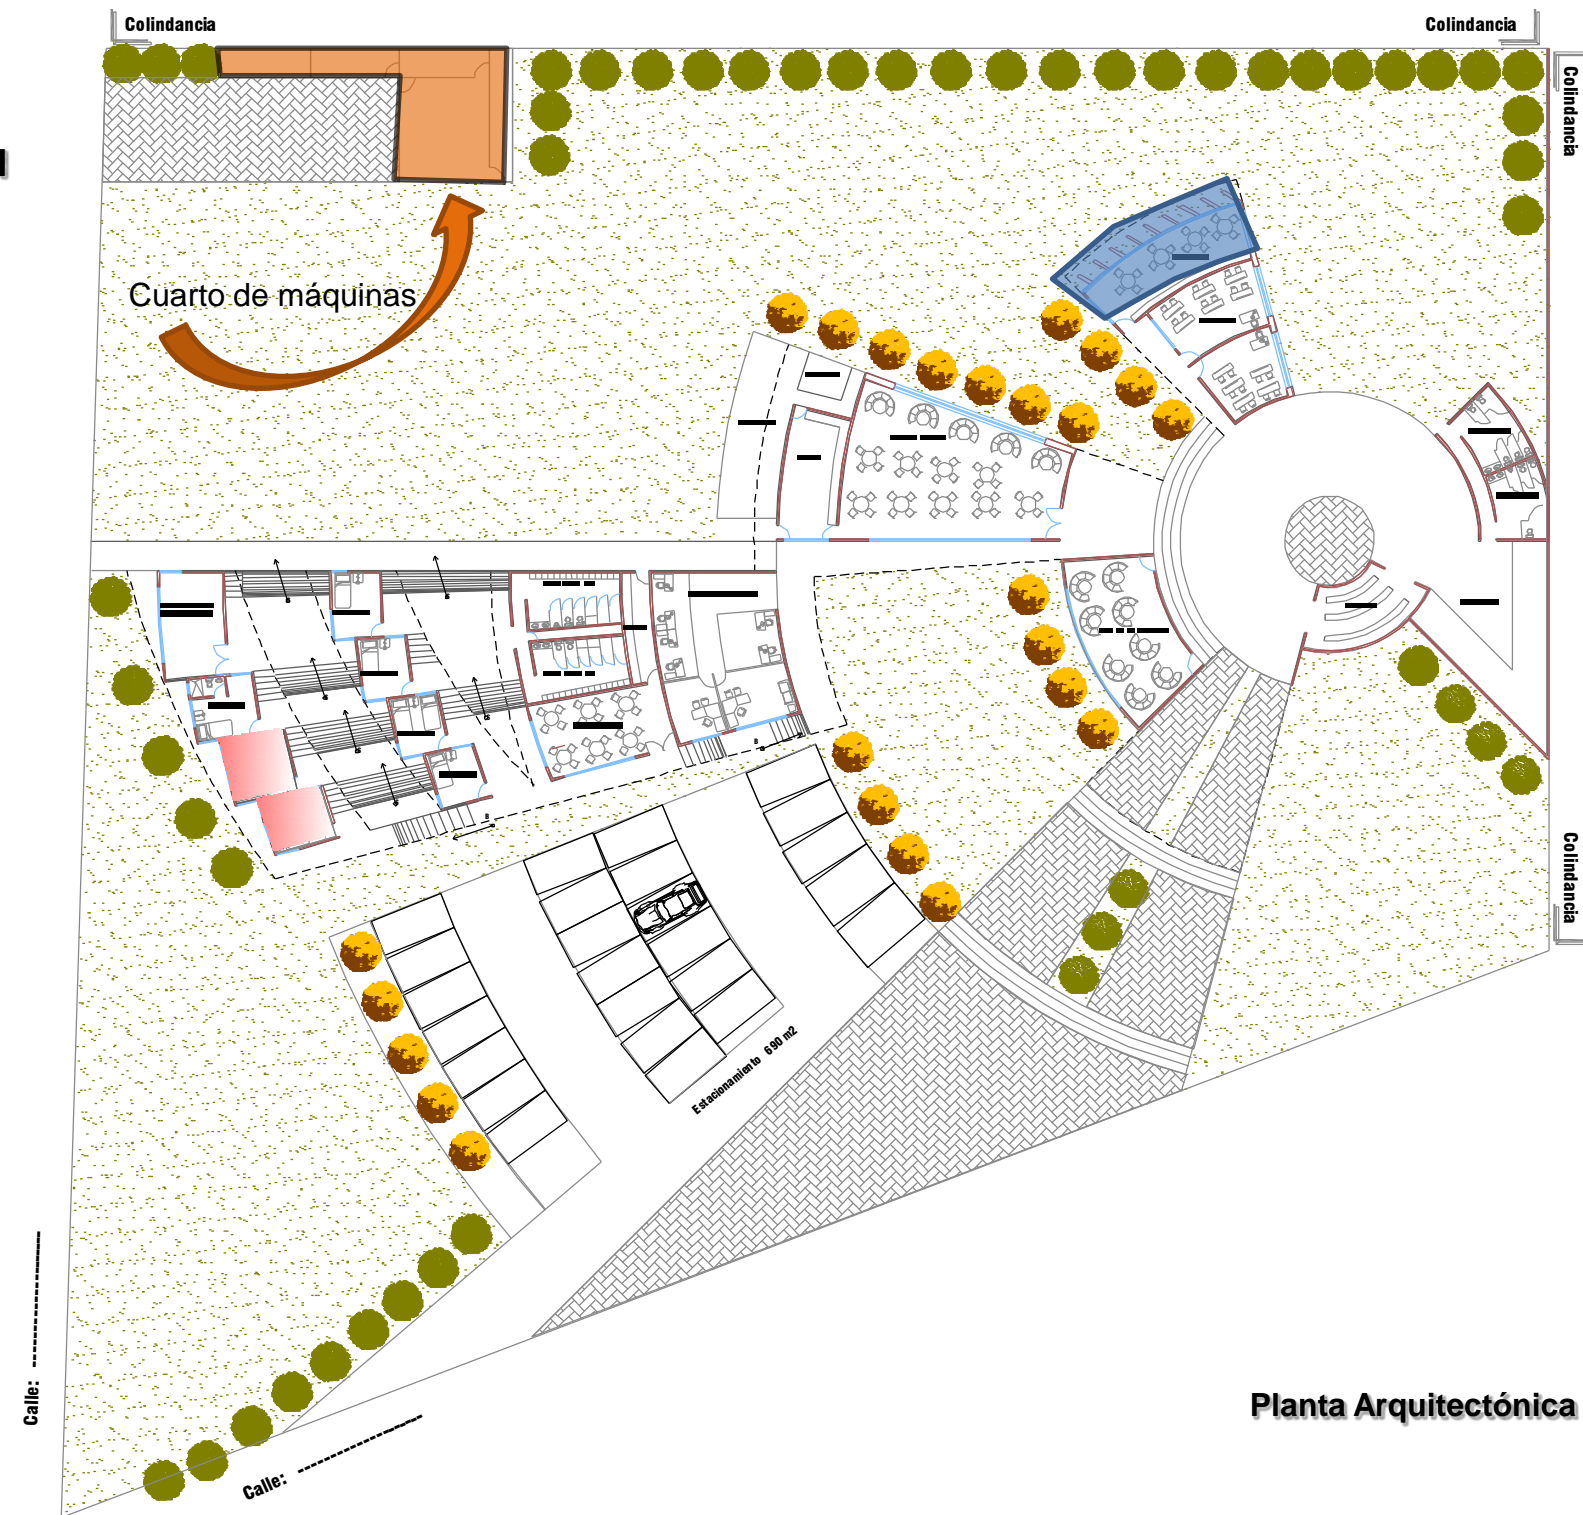 Colindancia
Colindancia
Colindancia
Cuarto de máquinas
Estacionamiento 690 m2
Colindancia
Calle: ----------------
Calle: ----------------
Planta Arquitectónica